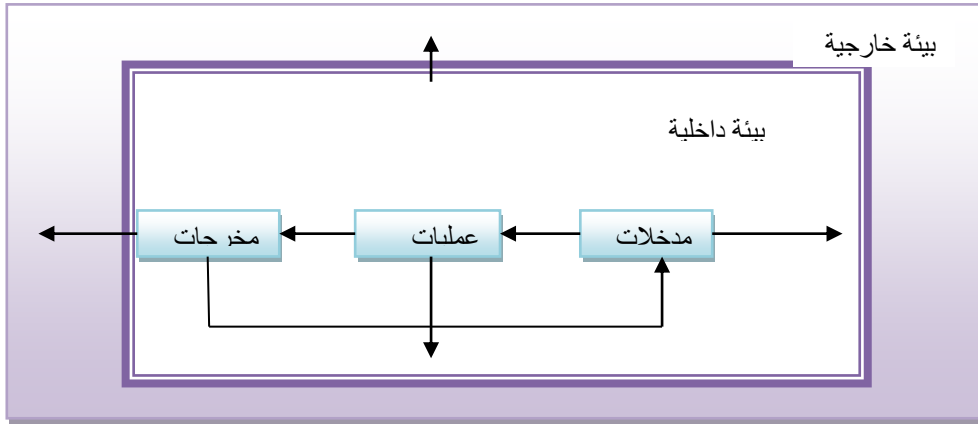 بيئة خارجية
بيئة داخلية
مدخلات
عمليات
مخرجات